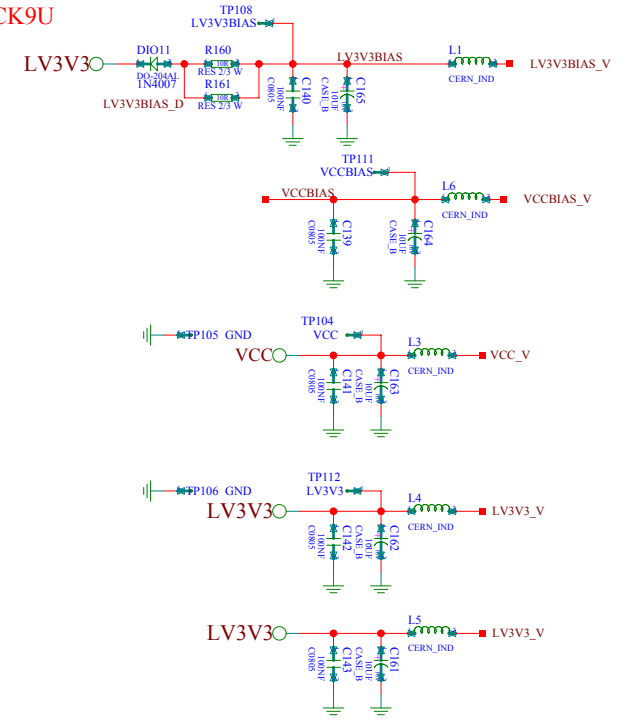 CK9U
TP108
LV3V3BIAS
LV3V3
DIO11
DO-204AL
1N4007
R160
10R
RES 2/3 W
R161
10R
RES 2/3 W
LV3V3BIAS_D
LV3V3BIAS
C140
100NF
C0805
C165
10UF
CASE_B
L1
CERN_IND
LV3V3BIAS_V
TP111
VCCBIAS
VCCBIAS
C139
100NF
C0805
C164
10UF
CASE_B
L6
CERN_IND
VCCBIAS_V
TP105 GND
TP104
VCC
VCC
C141
100NF
C0805
C163
10UF
CASE_B
L3
CERN_IND
VCC_V
TP106 GND
TP112
LV3V3
LV3V3
C142
100NF
C0805
C162
10UF
CASE_B
L4
CERN_IND
LV3V3_V
LV3V3
C143
100NF
C0805
C161
10UF
CASE_B
L5
CERN_IND
LV3V3_V